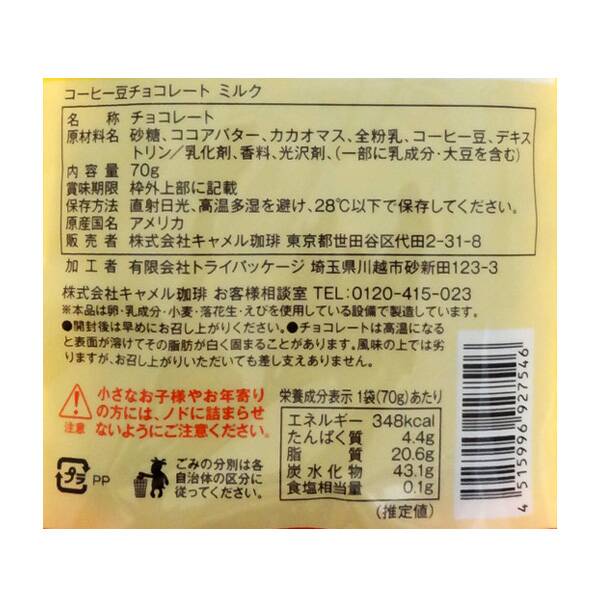 コーヒー豆チョコレート ミルク
名称 チョコレート
原材料名 砂糖、ココアバター、カカオマス、全粉乳、コーヒー豆、デキス
トリン／乳化剤、香料、光沢剤、(一部に乳成分・大豆を含む)
内容量 70g
賞味期限 枠外上部に記載
保存方法 直射日光、高温多湿を避け、28℃以下で保存してください。
原産国名 アメリカ
販売者 株式会社キャメル珈琲 東京都世田谷区代田2-31-8
加工者 有限会社トライパッケージ 埼玉県川越市砂新田123-3
株式会社キャメル珈琲 お客様相談室 TEL:0120-415-023
※本品は卵・乳成分・小麦・落花生・えびを使用している設備で製造しています。
●開封後は早めにお召し上がりください。●チョコレートは高温になる
と表面が溶けてその脂肪が白く固まることがあります。風味の上では劣
りますが、お召し上がりいただいても差し支えありません。
注意
小さなお子様やお年寄り
の方には、ノドに詰まらせ
ないようにご注意ください。
プラ PP
ごみの分別は各
自治体の区分に
従ってください。
栄養成分表示 1袋(70g)あたり
エネルギー 348kcal
たんぱく質 4.4g
脂質 20.6g
炭水化物 43.1g
食塩相当量 0.1g
(推定値)
4 515996 927546